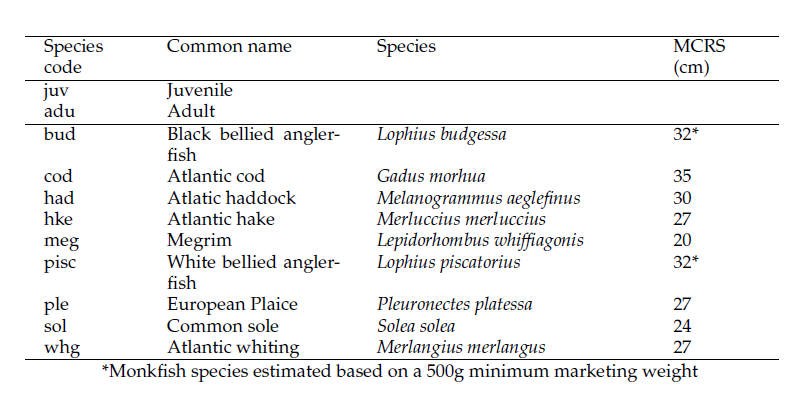 Species Common name Species MCRS
code (cm)
juv Juvenile
adu Adult
bud Black bellied angler- Lophius budgessa 32*
fish
cod Atlantic cod Gadus morhua 35
had Atlatic haddock Melanogrammus aeglefinus 30
hke Atlantic hake Merluccius merluccius 27
meg Megrim Lepidorhombus whiffiagonis 20
pisc White bellied angler- Lophius piscatorius 32*
fish
ple European Plaice Pleuronectes platessa 27
sol Common sole Solea solea 24
whg Atlantic whiting Merlangius merlangus 27
*Monkfish species estimated based on a 500g minimum marketing weight